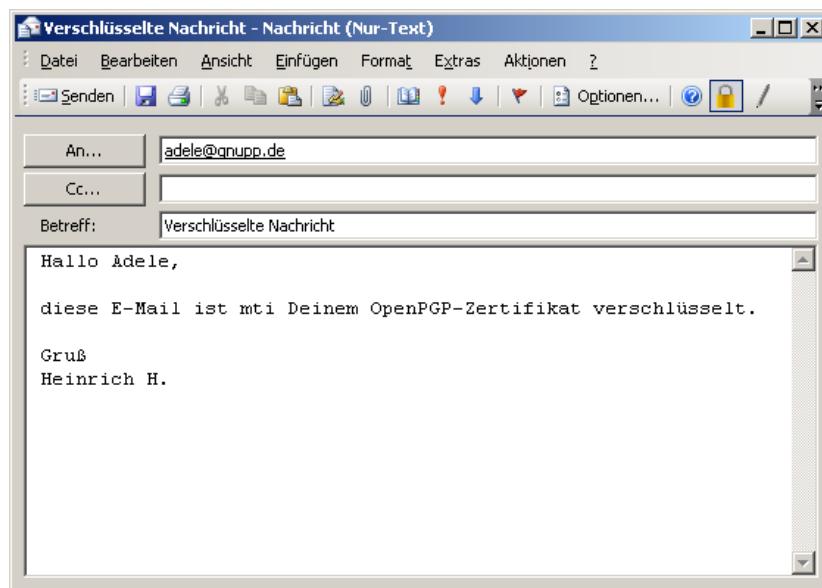 Verschlüsselte Nachricht - Nachricht (Nur-Text)
Datei Bearbeiten Ansicht Einfügen Format Extras Aktionen ?
Senden Optionen...
An... adele@gnupp.de
Cc...
Betreff: Verschlüsselte Nachricht
Hallo Adele,
diese E-Mail ist mti Deinem OpenPGP-Zertifikat verschlüsselt.
Gruß
Heinrich H.